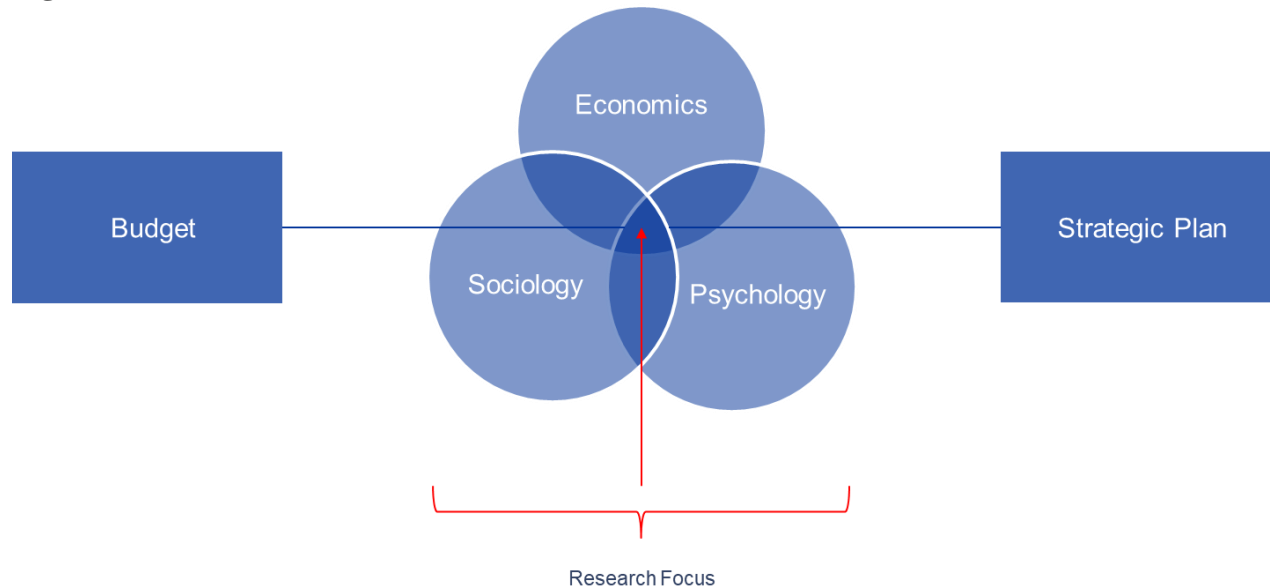 Economics
Budget
Strategic Plan
Sociology
Psychology
Research Focus